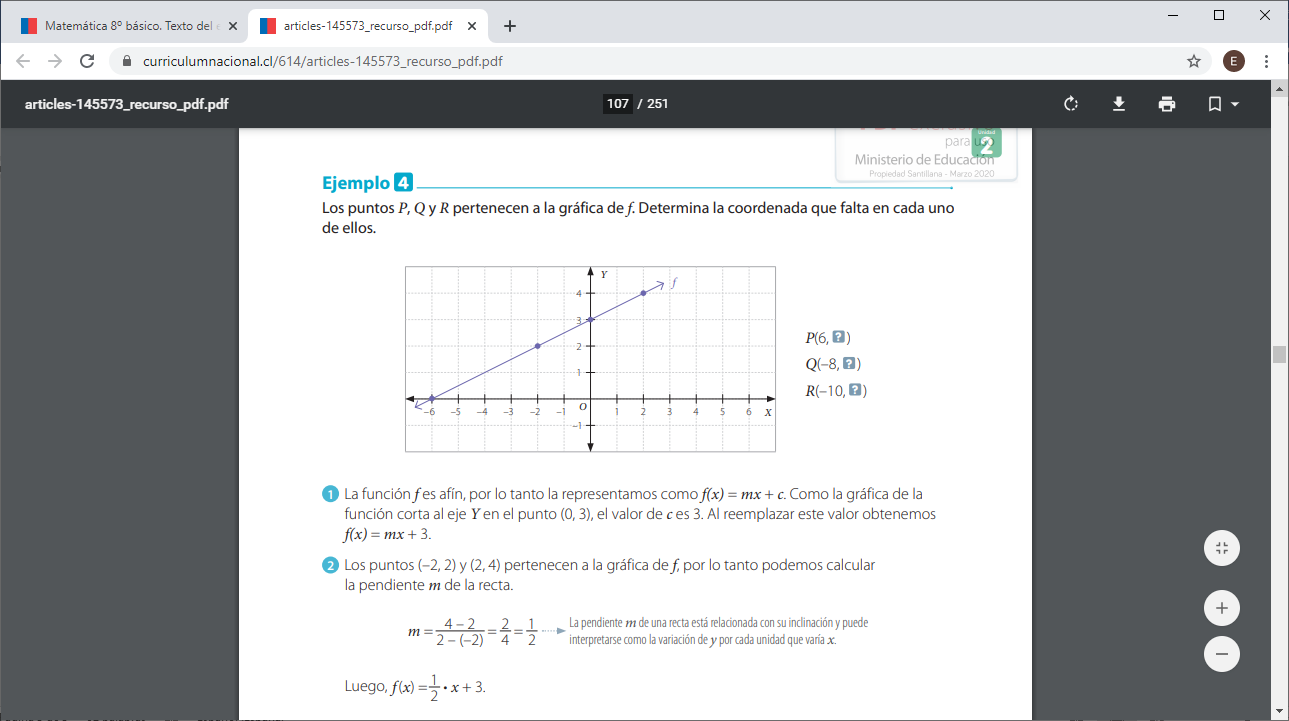 Matemática 8º básico. Texto del e
articles-145573_recurso_pdf.pdf
curriculumnacional.cl/614/articles-145573_recurso_pdf.pdf
E
articles-145573_recurso_pdf.pdf
107 / 251
para uso
Unidad
2
Ministerio de Educación
Propiedad Santillana - Marzo 2020
Ejemplo 4
Los puntos P, Q y R pertenecen a la gráfica de f. Determina la coordenada que falta en cada uno
de ellos.
Y
f
4
3
2
1
O
–6 –5 –4 –3 –2 –1 1 2 3 4 5 6 X
–1
P(6, ?)
Q(–8, ?)
R(–10, ?)
1 La función f es afín, por lo tanto la representamos como f(x) = mx + c. Como la gráfica de la
función corta al eje Y en el punto (0, 3), el valor de c es 3. Al reemplazar este valor obtenemos
f(x) = mx + 3.
2 Los puntos (–2, 2) y (2, 4) pertenecen a la gráfica de f, por lo tanto podemos calcular
la pendiente m de la recta.
m = 4 – 2 / 2 – (–2) = 2/4 = 1/2
La pendiente m de una recta está relacionada con su inclinación y puede
interpretarse como la variación de y por cada unidad que varía x.
Luego, f(x) = 1/2 • x + 3.